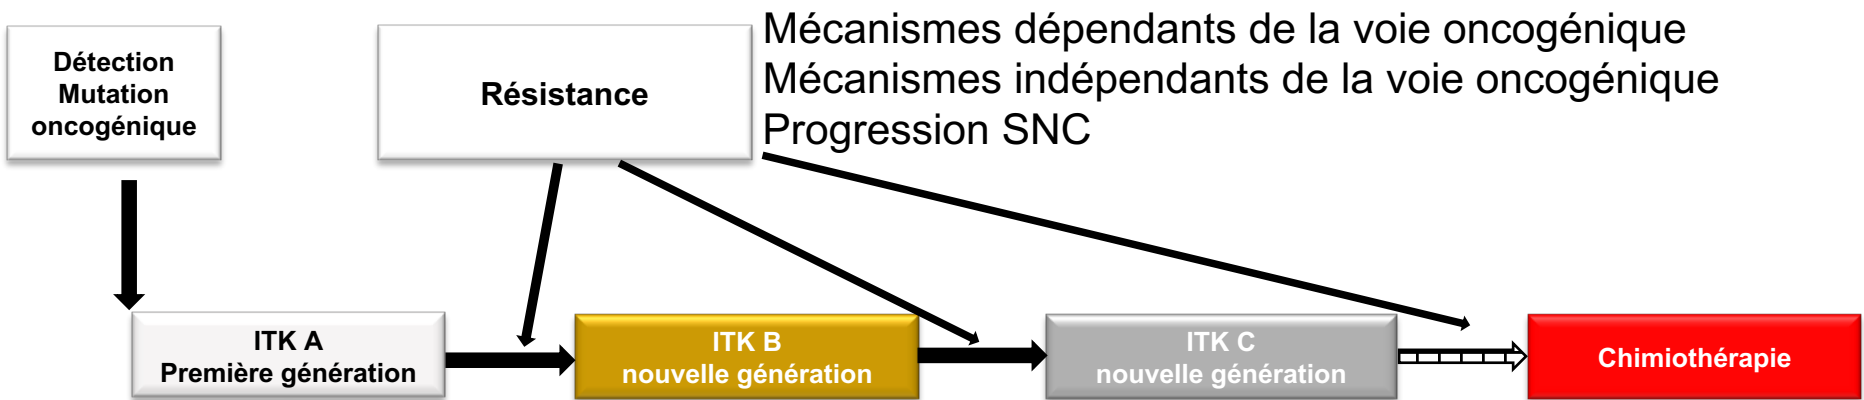 Détection
Mutation
oncogénique
Résistance
Mécanismes dépendants de la voie oncogénique
Mécanismes indépendants de la voie oncogénique
Progression SNC
ITK A
Première génération
ITK B
nouvelle génération
ITK C
nouvelle génération
Chimiothérapie